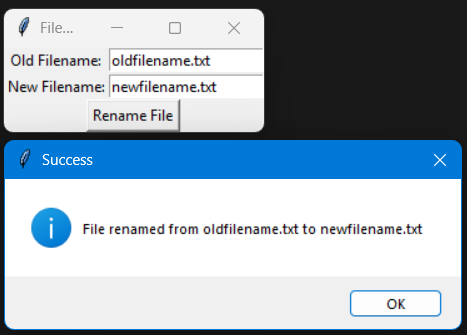 File...
Old Filename: oldfilename.txt
New Filename: newfilename.txt
Rename File
Success
File renamed from oldfilename.txt to newfilename.txt
OK